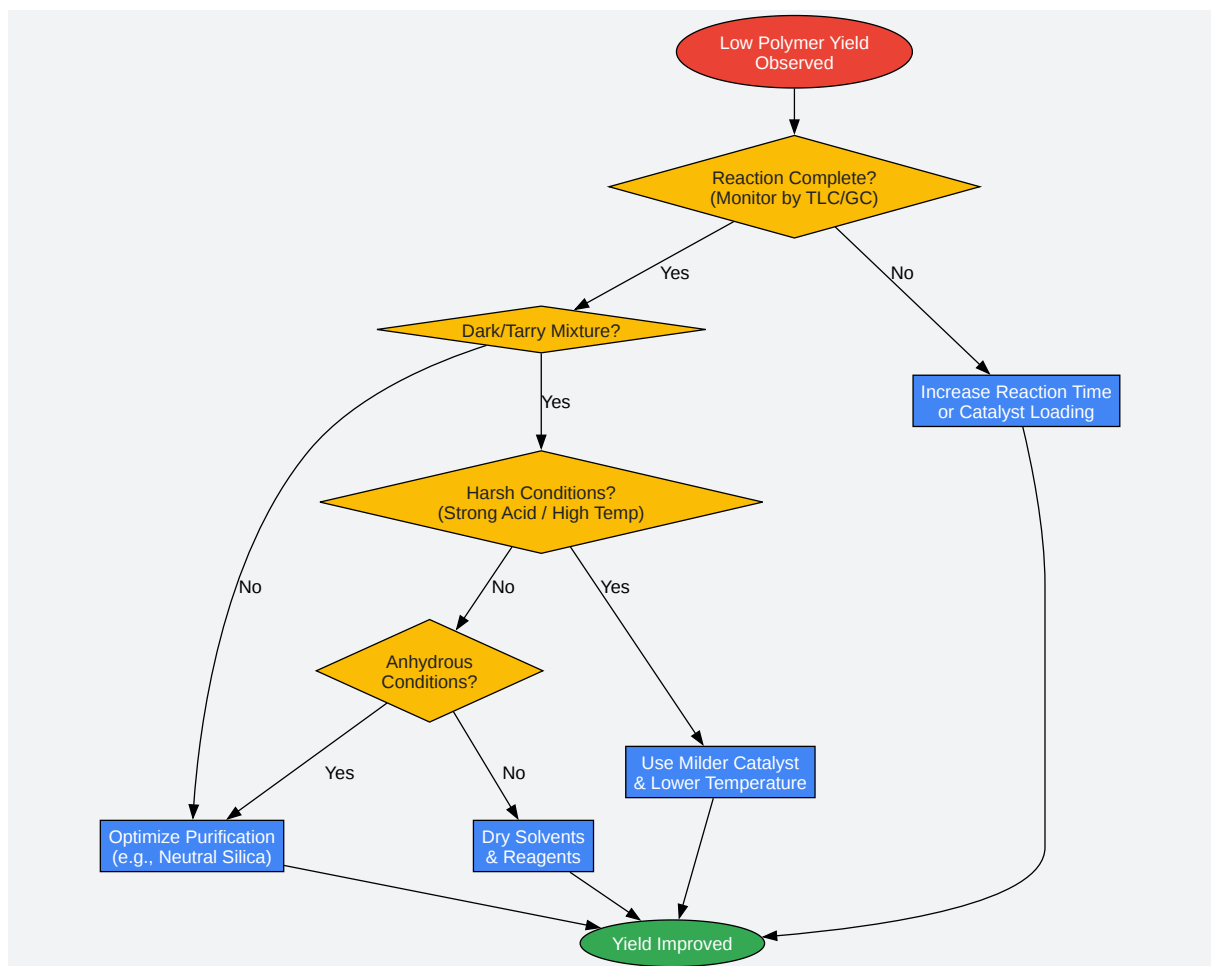 Low Polymer Yield
Observed
Reaction Complete?
(Monitor by TLC/GC)
Yes
No
Dark/Tarry Mixture?
Increase Reaction Time
or Catalyst Loading
Yes
Harsh Conditions?
(Strong Acid / High Temp)
No
No
Yes
Anhydrous
Conditions?
Yes
No
Use Milder Catalyst
& Lower Temperature
Optimize Purification
(e.g., Neutral Silica)
Dry Solvents
& Reagents
Yield Improved